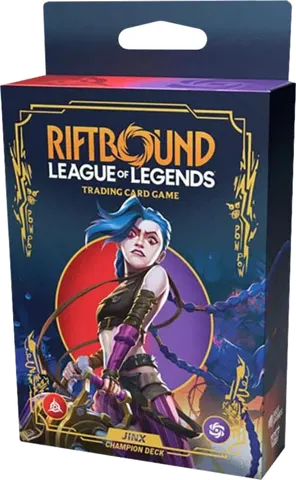 RIFTBOUND
LEAGUE OF LEGENDS
TRADING CARD GAME
JINX
CHAMPION DECK